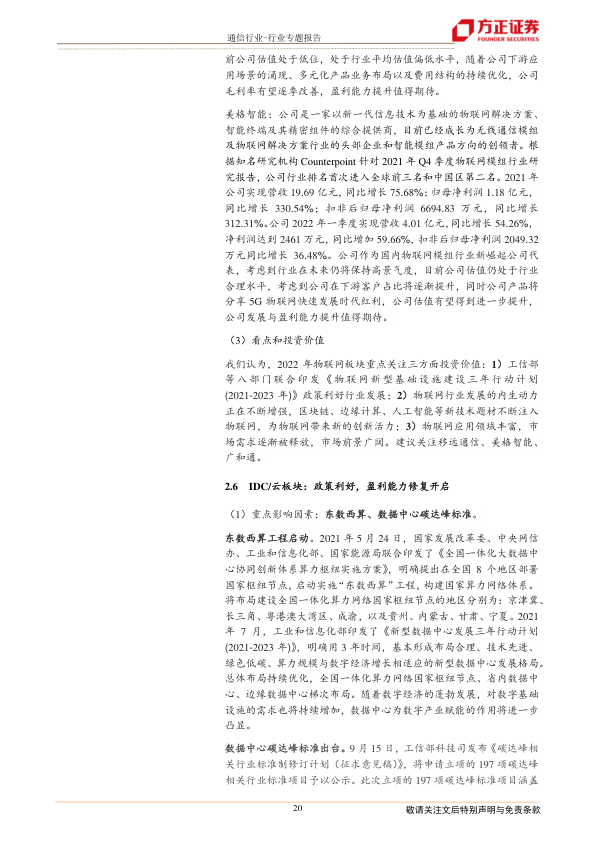 通信行业-行业专题报告
方正证券
FOUNDER SECURITIES
前公司估值处于低位，处于行业平均估值偏低水平，随着公司下游应
用场景的涌现、多元化产品业务布局以及费用结构的持续优化，公司
毛利率有望逐季改善，盈利能力提升值得期待。
美格智能：公司是一家以新一代信息技术为基础的物联网解决方案、
智能终端及其精密组件的综合提供商，目前已经成长为无线通信模组
及物联网解决方案行业的头部企业和智能模组产品方向的创领者。根
据知名研究机构 Counterpoint 针对 2021 年 Q4 季度物联网模组行业研
究报告，公司行业排名首次进入全球前三名和中国区第二名。2021 年
公司实现营收 19.69 亿元，同比增长 75.68%；归母净利润 1.18 亿元，
同比增长 330.54%；扣非后归母净利润 6694.83 万元，同比增长
312.31%。公司 2022 年一季度实现营收 4.01 亿元，同比增长 54.26%，
净利润达到 2461 万元，同比增加 59.66%，扣非后归母净利润 2049.32
万元同比增长 36.48%。公司作为国内物联网模组行业新崛起公司代
表，考虑到行业在未来仍将保持高景气度，目前公司估值仍处于行业
合理水平，考虑到公司在下游客户占比将逐渐提升，同时公司产品将
分享 5G 物联网快速发展时代红利，公司估值有望得到进一步提升，
公司发展与盈利能力提升值得期待。
（3）看点和投资价值
我们认为，2022 年物联网板块重点关注三方面投资价值：1）工信部
等八部门联合印发《物联网新型基础设施建设三年行动计划
(2021-2023 年)》政策利好行业发展；2）物联网行业发展的内生动力
正在不断增强，区块链、边缘计算、人工智能等新技术题材不断注入
物联网，为物联网带来新的创新活力；3）物联网应用领域丰富，市
场需求逐渐被释放，市场前景广阔。建议关注移远通信、美格智能、
广和通。
2.6 IDC/云板块：政策利好，盈利能力修复开启
（1）重点影响因素：东数西算、数据中心碳达峰标准。
东数西算工程启动。2021 年 5 月 24 日，国家发展改革委、中央网信
办、工业和信息化部、国家能源局联合印发了《全国一体化大数据中
心协同创新体系算力枢纽实施方案》，明确提出在全国 8 个地区部署
国家枢纽节点，启动实施“东数西算”工程，构建国家算力网络体系。
将布局建设全国一体化算力网络国家枢纽节点的地区分别为：京津冀、
长三角、粤港澳大湾区、成渝，以及贵州、内蒙古、甘肃、宁夏。2021
年 7 月，工业和信息化部印发了《新型数据中心发展三年行动计划
(2021-2023 年)》，明确用 3 年时间，基本形成布局合理、技术先进、
绿色低碳、算力规模与数字经济增长相适应的新型数据中心发展格局。
总体布局持续优化，全国一体化算力网络国家枢纽节点、省内数据中
心、边缘数据中心梯次布局。随着数字经济的蓬勃发展，对数字基础
设施的需求也将持续增加，数据中心为数字产业赋能的作用将进一步
凸显。
数据中心碳达峰标准出台。9 月 15 日，工信部科技司发布《碳达峰相
关行业标准制修订计划（征求意见稿）》，将申请立项的 197 项碳达峰
相关行业标准项目予以公示。此次立项的 197 项碳达峰标准项目涵盖
20
敬请关注文后特别声明与免责条款